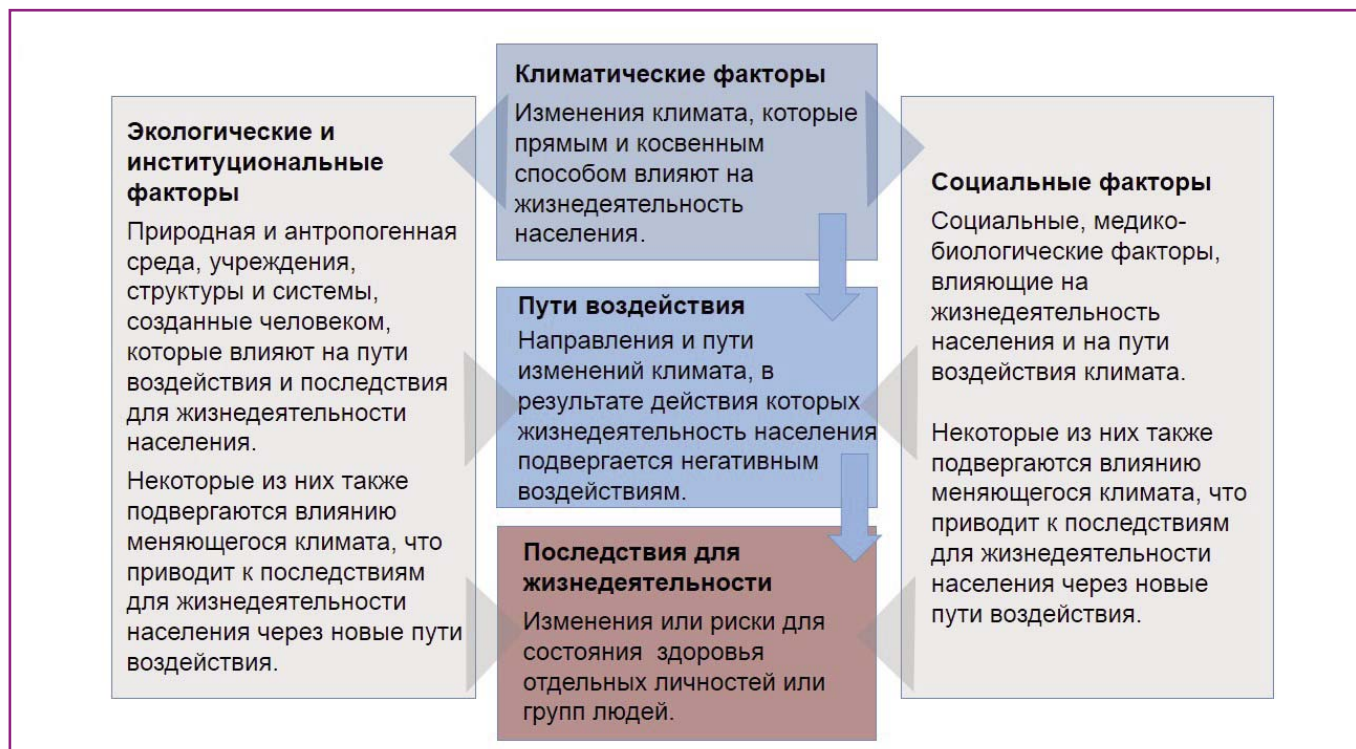 Экологические и
институциональные
факторы
Природная и антропогенная
среда, учреждения,
структуры и системы,
созданные человеком,
которые влияют на пути
воздействия и последствия
для жизнедеятельности
населения.
Некоторые из них также
подвергаются влиянию
меняющегося климата, что
приводит к последствиям
для жизнедеятельности
населения через новые пути
воздействия.
Климатические факторы
Изменения климата, которые
прямым и косвенным
способом влияют на
жизнедеятельность
населения.
Пути воздействия
Направления и пути
изменений климата, в
результате действия которых
жизнедеятельность населения
подвергается негативным
воздействиям.
Последствия для
жизнедеятельности
Изменения или риски для
состояния здоровья
отдельных личностей или
групп людей.
Социальные факторы
Социальные, медико-
биологические факторы,
влияющие на
жизнедеятельность
населения и на пути
воздействия климата.
Некоторые из них также
подвергаются влиянию
меняющегося климата, что
приводит к последствиям
для жизнедеятельности
населения через новые
пути воздействия.